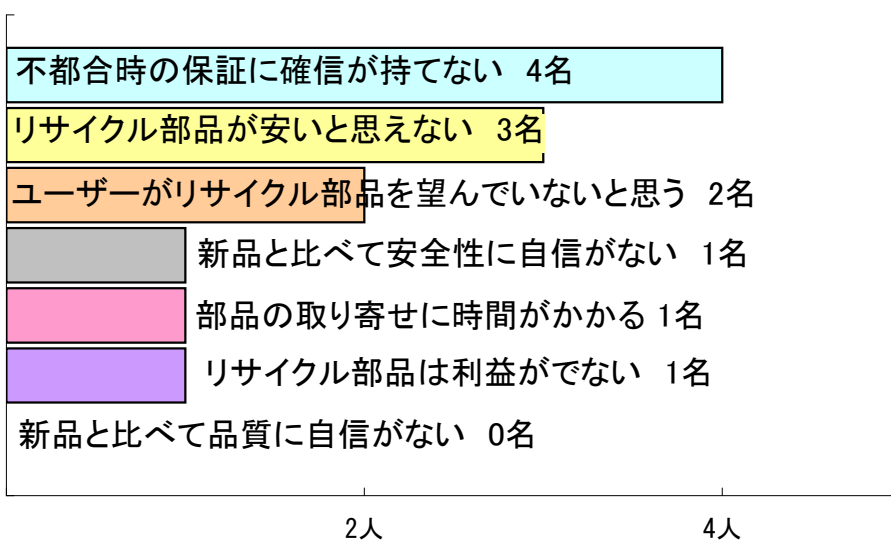 不都合時の保証に確信が持てない 4名
リサイクル部品が安いと思えない 3名
ユーザーがリサイクル部品を望んでいないと思う 2名
新品と比べて安全性に自信がない 1名
部品の取り寄せに時間がかかる 1名
リサイクル部品は利益がでない 1名
新品と比べて品質に自信がない 0名
2人 4人